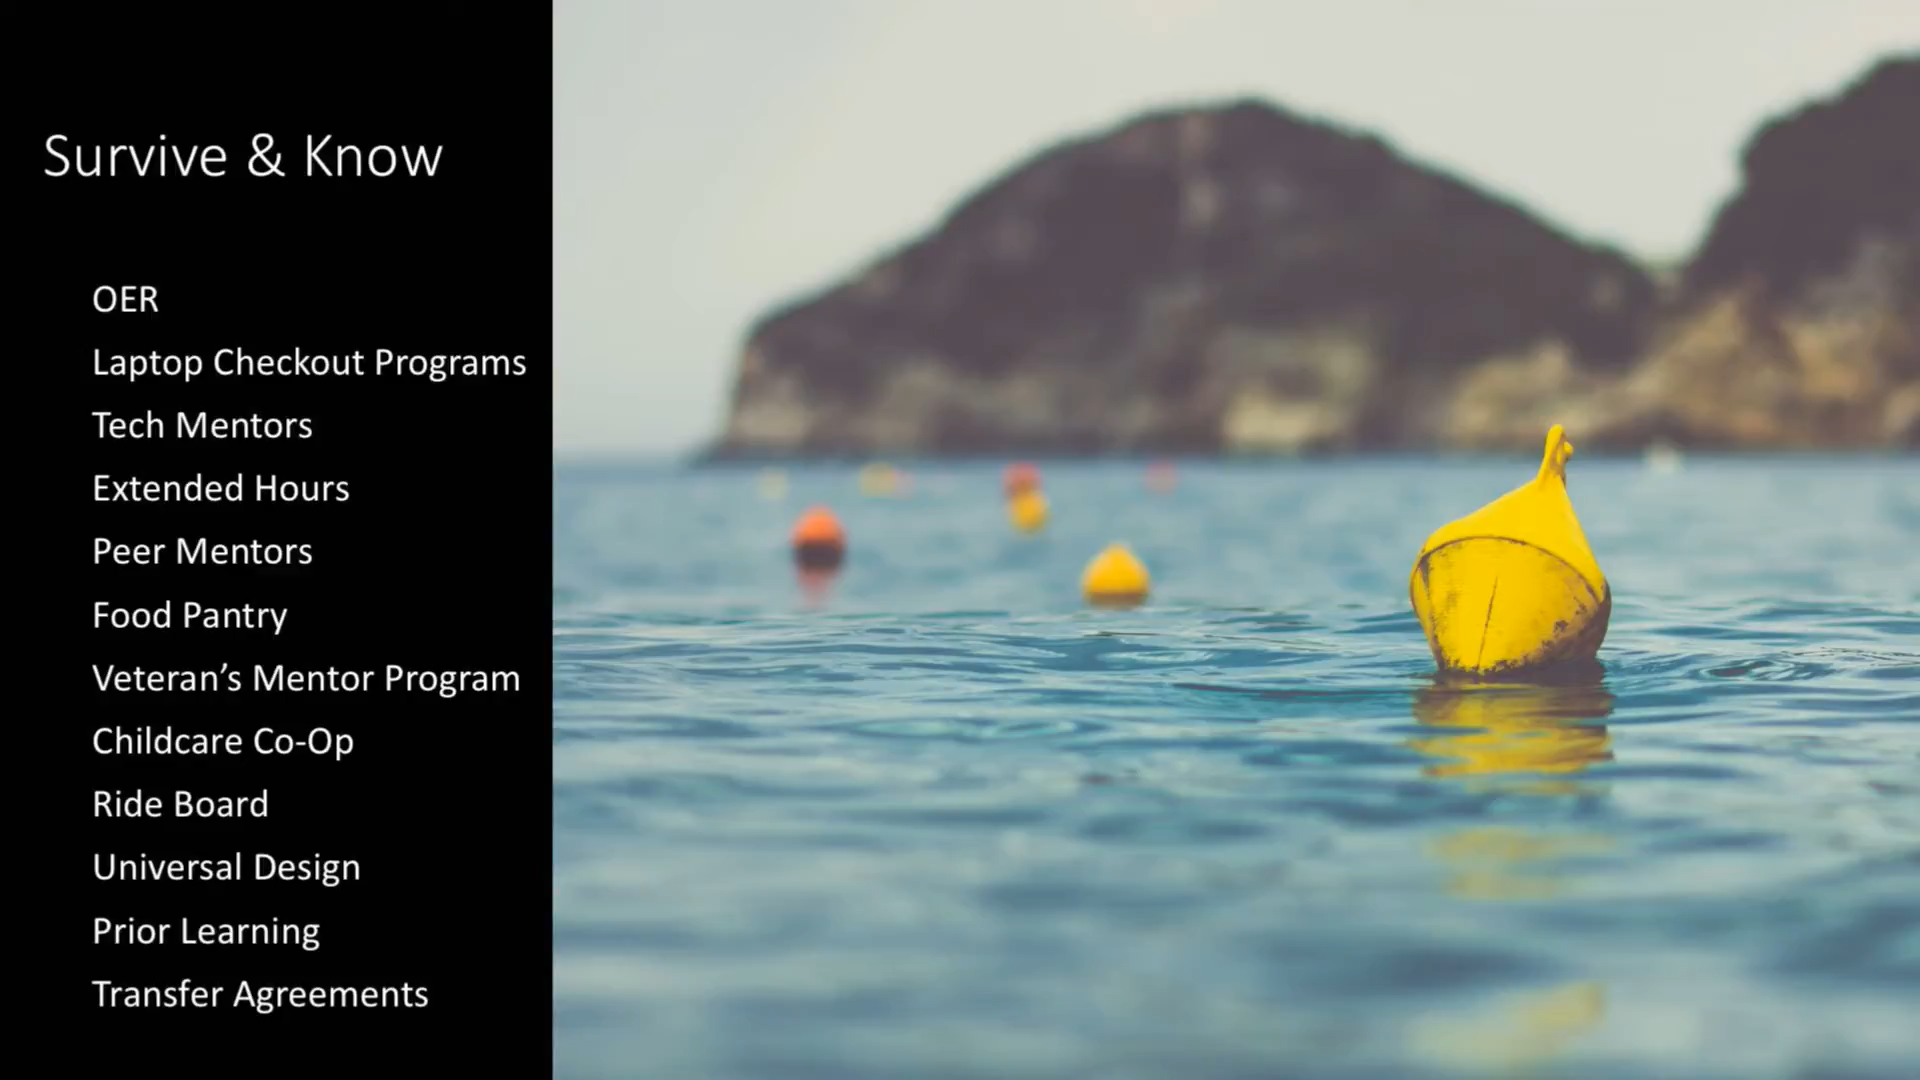 Survive & Know
OER
Laptop Checkout Programs
Tech Mentors
Extended Hours
Peer Mentors
Food Pantry
Veteran’s Mentor Program
Childcare Co-Op
Ride Board
Universal Design
Prior Learning
Transfer Agreements